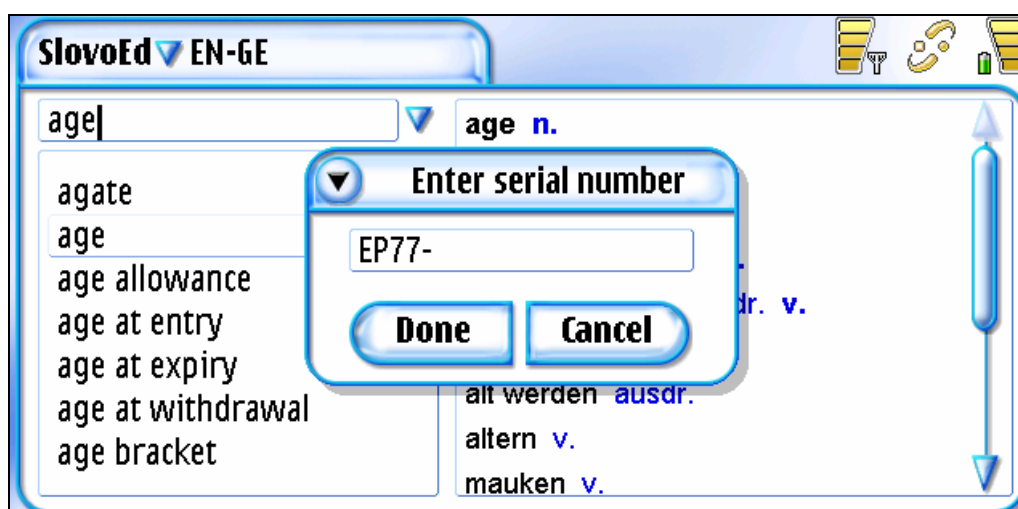 SlovoEd EN-GE
age
agate
age
age allowance
age at entry
age at expiry
age at withdrawal
age bracket
age n.
Enter serial number
EP77-
Done Cancel
dr. v.
alt werden ausdr.
altern v.
mauken v.